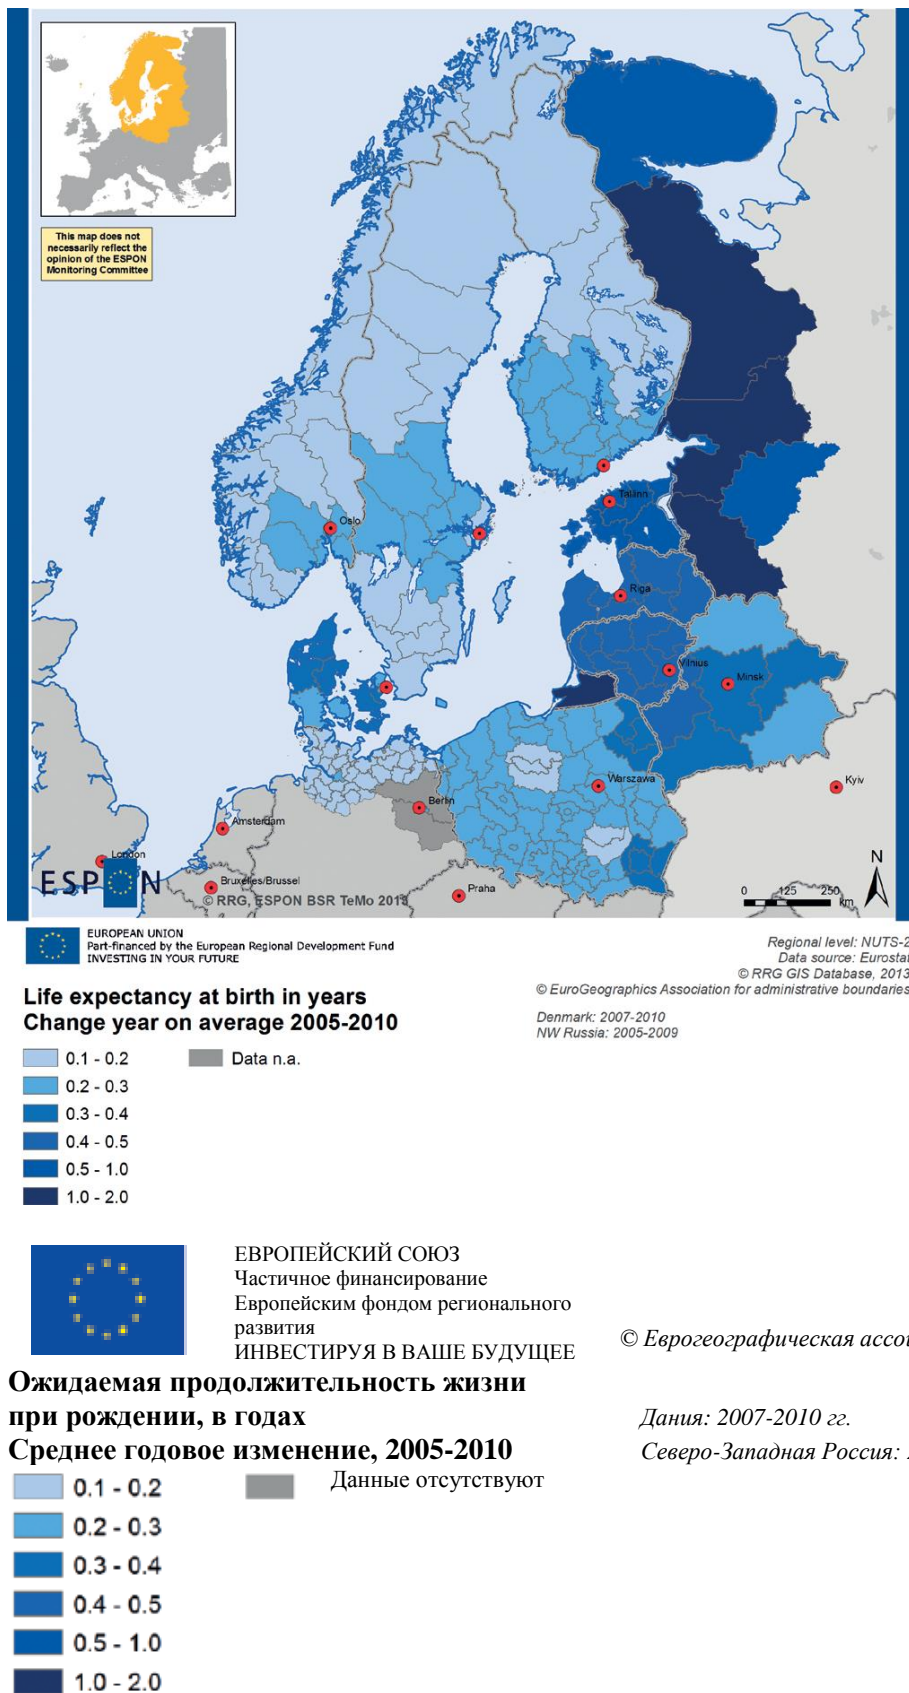 This map does not
necessarily reflect the
opinion of the ESPON
Monitoring Committee
Oslo
Talinn
Riga
Vilnius
Minsk
Warszawa
Kyiv
Berlin
Amsterdam
London
Bruxelles/Brussel
Praha
ESPON
© RRG, ESPON BSR TeMo 2013
N
0 125 250
km
EUROPEAN UNION
Part-financed by the European Regional Development Fund
INVESTING IN YOUR FUTURE
Regional level: NUTS-2
Data source: Eurostat
© RRG GIS Database, 2013
© EuroGeographics Association for administrative boundaries
Denmark: 2007-2010
NW Russia: 2005-2009
Life expectancy at birth in years
Change year on average 2005-2010
0.1 - 0.2
Data n.a.
0.2 - 0.3
0.3 - 0.4
0.4 - 0.5
0.5 - 1.0
1.0 - 2.0
ЕВРОПЕЙСКИЙ СОЮЗ
Частичное финансирование
Европейским фондом регионального
развития
ИНВЕСТИРУЯ В ВАШЕ БУДУЩЕЕ
© Еврогеографическая
Ожидаемая продолжительность жизни
при рождении, в годах
Дания: 2007-2010 гг.
Среднее годовое изменение, 2005-2010
Северо-Западная Россия:
0.1 - 0.2
Данные отсутствуют
0.2 - 0.3
0.3 - 0.4
0.4 - 0.5
0.5 - 1.0
1.0 - 2.0